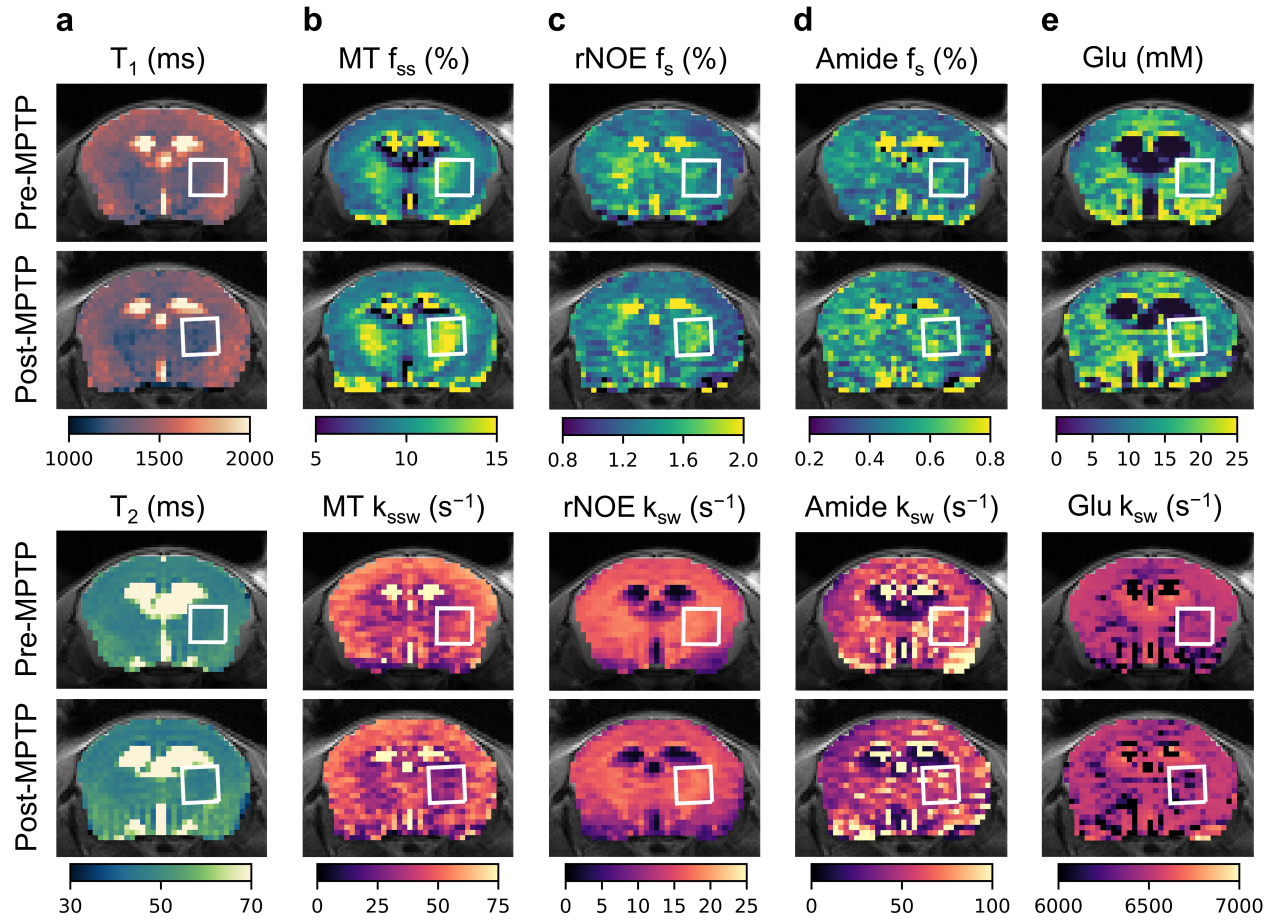 a b c d e
T1 (ms) MT fss (%) rNOE fs (%) Amide fs (%) Glu (mM)
Pre-MPTP
Post-MPTP
1000 1500 2000 5 10 15 0.8 1.2 1.6 2.0 0.2 0.4 0.6 0.8 0 5 10 15 20 25
T2 (ms) MT kssw (s−1) rNOE ksw (s−1) Amide ksw (s−1) Glu ksw (s−1)
Pre-MPTP
Post-MPTP
30 50 70 0 25 50 75 0 5 10 15 20 25 0 50 100 6000 6500 7000